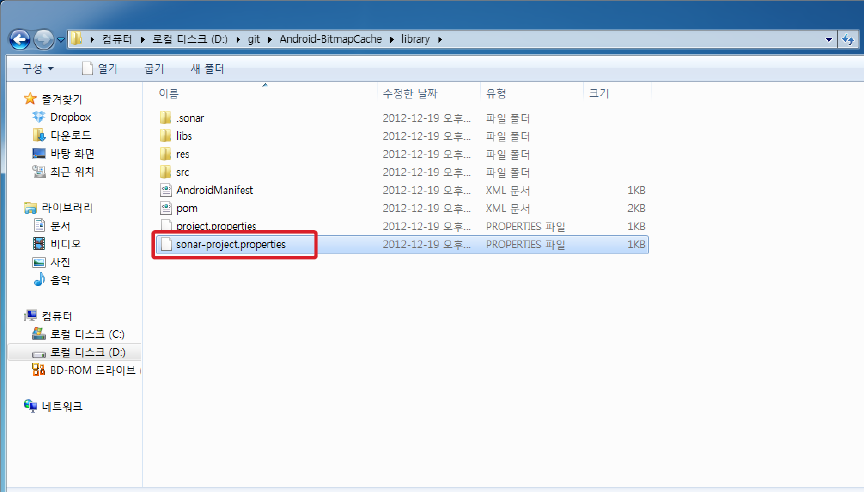 컴퓨터 로컬 디스크 (D:) git Android-BitmapCache library
구성 열기 굽기 새 폴더
이름 수정한 날짜 유형 크기
즐겨찾기
Dropbox
다운로드
바탕 화면
최근 위치
라이브러리
문서
비디오
사진
음악
컴퓨터
로컬 디스크 (C:)
로컬 디스크 (D:)
BD-ROM 드라이브 (
네트워크
.sonar 2012-12-19 오후... 파일 폴더
libs 2012-12-19 오후... 파일 폴더
res 2012-12-19 오후... 파일 폴더
src 2012-12-19 오후... 파일 폴더
AndroidManifest 2012-12-19 오후... XML 문서 1KB
pom 2012-12-19 오후... XML 문서 2KB
project.properties 2012-12-19 오후... PROPERTIES 파일 1KB
sonar-project.properties 2012-12-19 오후... PROPERTIES 파일 1KB